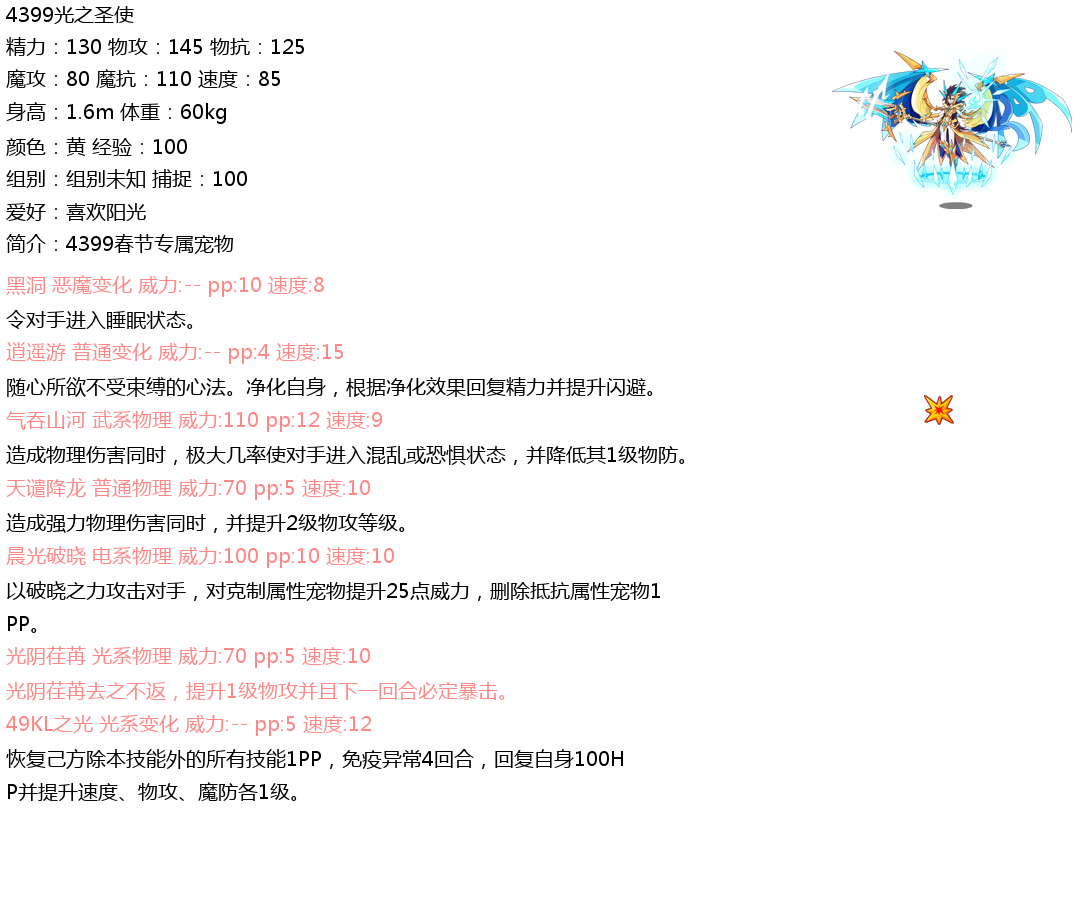 4399光之圣使
精力：130 物攻：145 物抗：125
魔攻：80 魔抗：110 速度：85
身高：1.6m 体重：60kg
颜色：黄 经验：100
组别：组别未知 捕捉：100
爱好：喜欢阳光
简介：4399春节专属宠物
黑洞 恶魔变化 威力:-- pp:10 速度:8
令对手进入睡眠状态。
逍遥游 普通变化 威力:-- pp:4 速度:15
随心所欲不受束缚的心法。净化自身，根据净化效果回复精力并提升闪避。
气吞山河 武系物理 威力:110 pp:12 速度:9
造成物理伤害同时，极大几率使对手进入混乱或恐惧状态，并降低其1级物防。
天谴降龙 普通物理 威力:70 pp:5 速度:10
造成强力物理伤害同时，并提升2级物攻等级。
晨光破晓 电系物理 威力:100 pp:10 速度:10
以破晓之力攻击对手，对克制属性宠物提升25点威力，删除抵抗属性宠物1
PP。
光阴荏苒 光系物理 威力:70 pp:5 速度:10
光阴荏苒去之不返，提升1级物攻并且下一回合必定暴击。
49KL之光 光系变化 威力:-- pp:5 速度:12
恢复己方除本技能外的所有技能1PP，免疫异常4回合，回复自身100H
P并提升速度、物攻、魔防各1级。